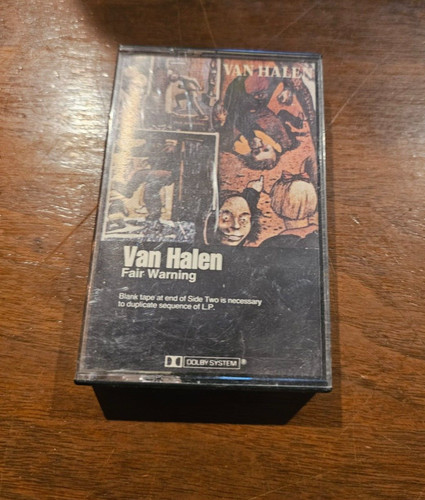 VAN HALEN
Van Halen
Fair Warning
Blank tape at end of Side Two is necessary
to duplicate sequence of L.P.
DOLBY SYSTEM ®